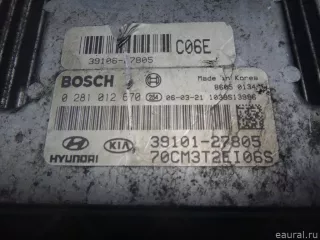 39106-27805
C06E
BOSCH
Made in Korea
0 281 012 670
06-03-21
39101-27805
HYUNDAI
KIA
70CM3T2EI06S
eaural.ru